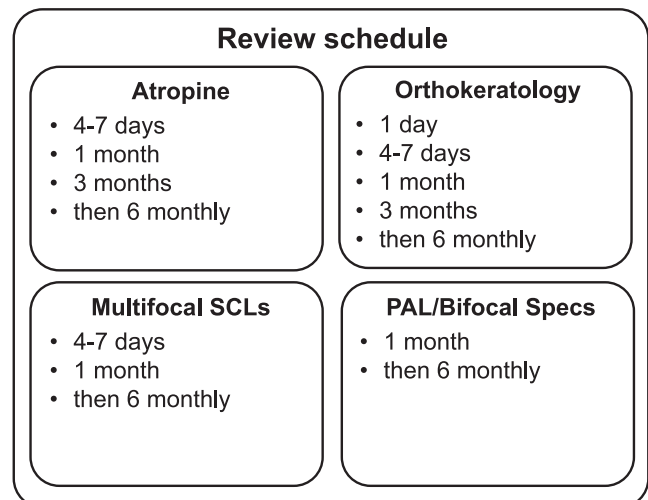 Review schedule
Atropine
• 4-7 days
• 1 month
• 3 months
• then 6 monthly
Orthokeratology
• 1 day
• 4-7 days
• 1 month
• 3 months
• then 6 monthly
Multifocal SCLs
• 4-7 days
• 1 month
• then 6 monthly
PAL/Bifocal Specs
• 1 month
• then 6 monthly